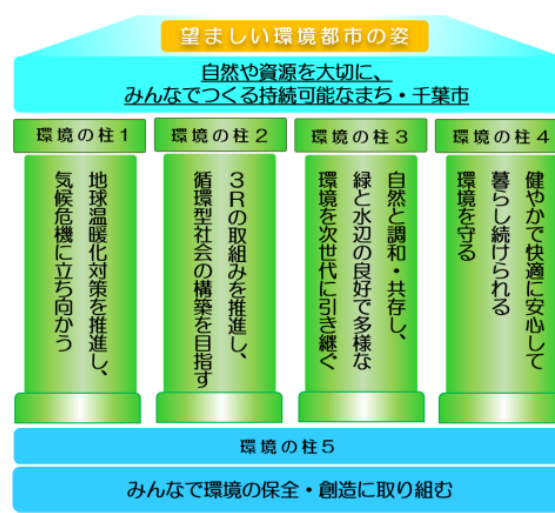 望ましい環境都市の姿
自然や資源を大切に、
みんなでつくる持続可能なまち・千葉市
環境の柱1
地球温暖化対策を推進し、
気候危機に立ち向かう
環境の柱2
3Rの取組みを推進し、
循環型社会の構築を目指す
環境の柱3
自然と調和・共存し、
緑と水辺の良好で多様な
環境を次世代に引き継ぐ
環境の柱4
健やかで快適に安心して
暮らし続けられる
環境を守る
環境の柱5
みんなで環境の保全・創造に取り組む